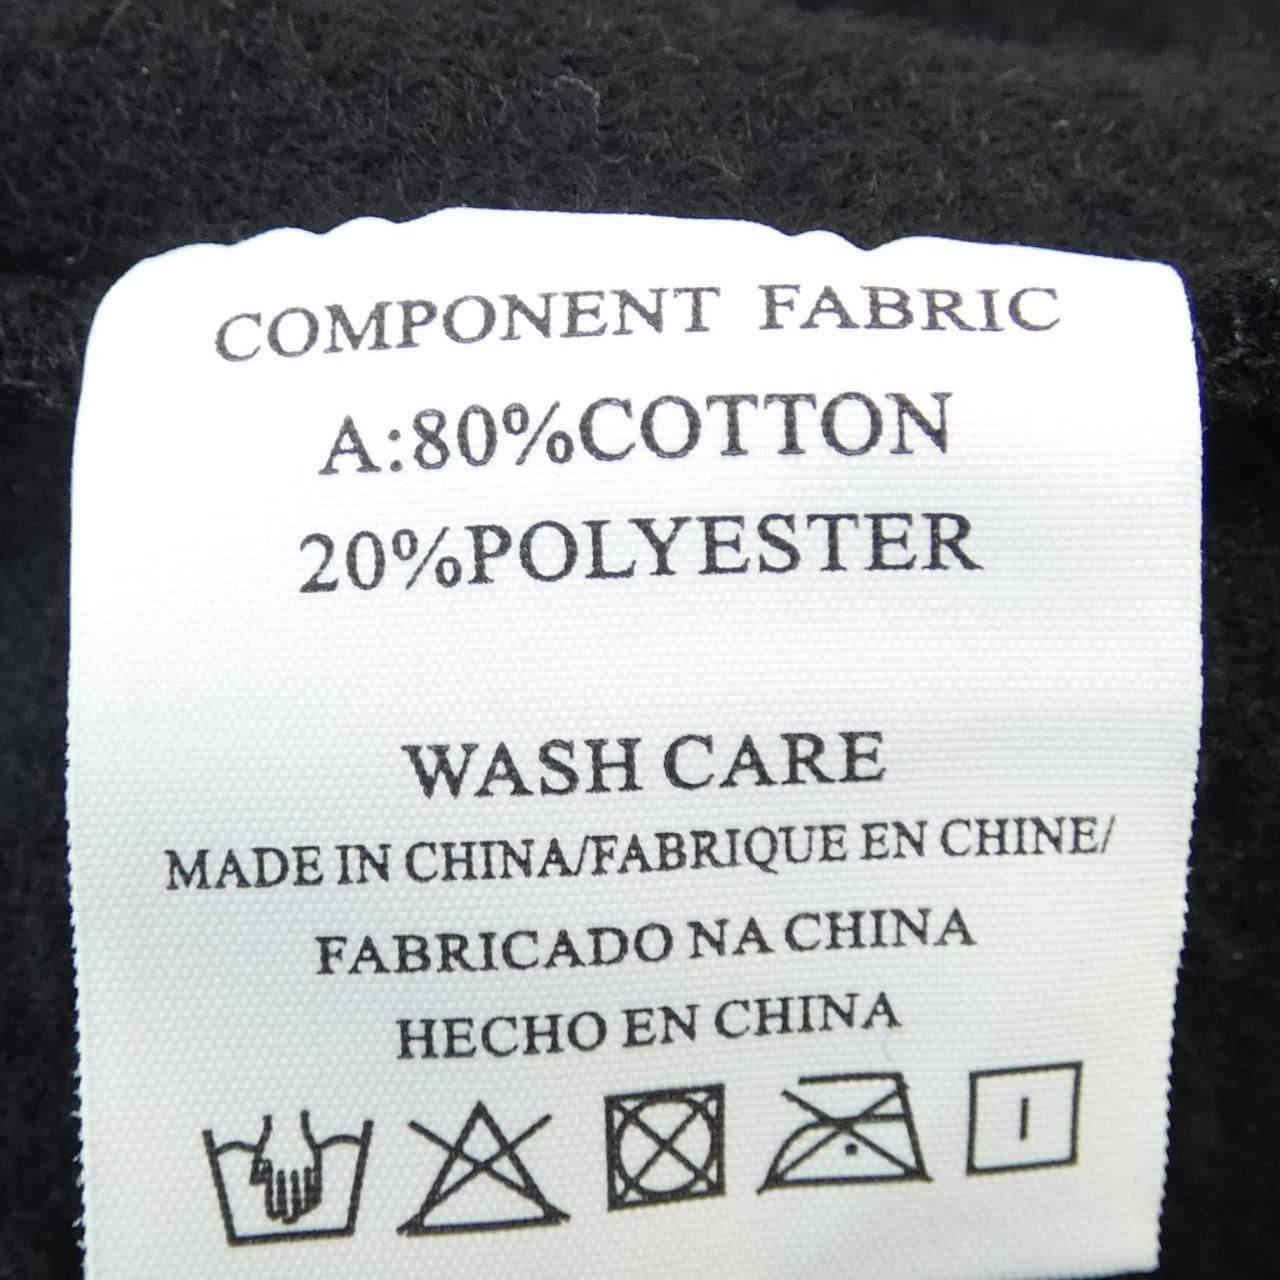 COMPONENT FABRIC
A:80%COTTON
20%POLYESTER
WASH CARE
MADE IN CHINA/FABRIQUE EN CHINE/
FABRICADO NA CHINA
HECHO EN CHINA